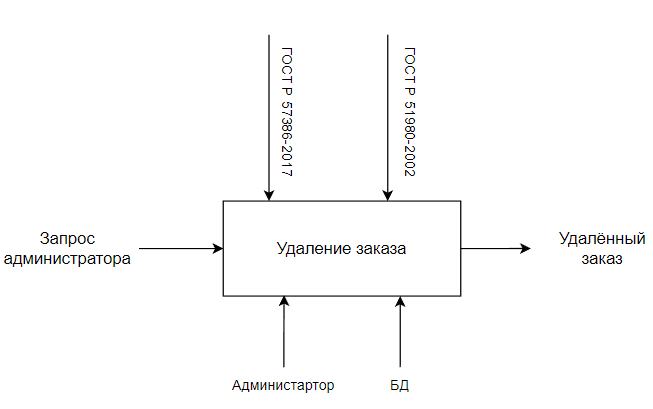 ГОСТ Р 57386-2017
ГОСТ Р 51980-2002
Запрос
администратора
Удаление заказа
Удалённый
заказ
Администартор
БД